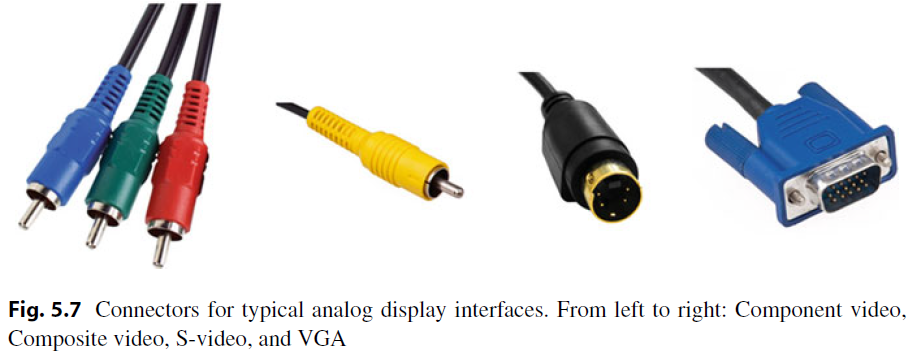 Fig. 5.7 Connectors for typical analog display interfaces. From left to right: Component video,
Composite video, S-video, and VGA